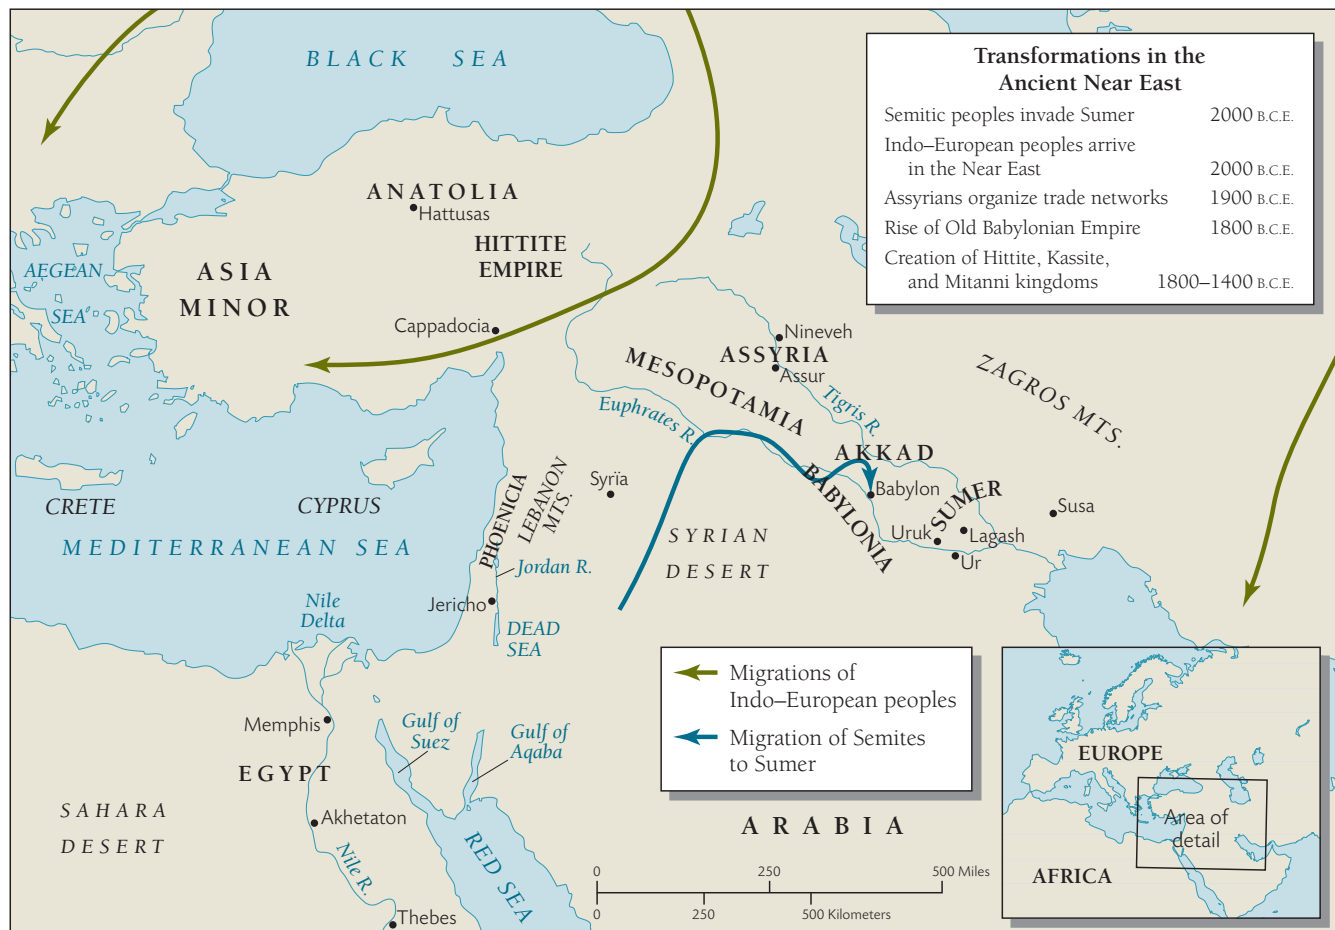 BLACK SEA
Transformations in the
Ancient Near East
Semitic peoples invade Sumer 2000 B.C.E.
Indo–European peoples arrive
in the Near East 2000 B.C.E.
Assyrians organize trade networks 1900 B.C.E.
Rise of Old Babylonian Empire 1800 B.C.E.
Creation of Hittite, Kassite,
and Mitanni kingdoms 1800–1400 B.C.E.
ANATOLIA
Hattusas
HITTITE
EMPIRE
AEGEAN
SEA
ASIA
MINOR
Cappadocia
Nineveh
ASSYRIA
Assur
MESOPOTAMIA
ZAGROS MTS.
Euphrates R.
Tigris R.
AKKAD
BABYLONIA
Babylon
SUMER
Susa
Uruk
Lagash
Ur
CRETE
CYPRUS
PHOENICIA
LEBANON
MTS.
Syrïa
MEDITERRANEAN SEA
SYRIAN
DESERT
Jordan R.
Jericho
Nile
Delta
DEAD
SEA
Migrations of
Indo–European peoples
Migration of Semites
to Sumer
Memphis
Gulf of
Suez
Gulf of
Aqaba
EGYPT
SAHARA
DESERT
Akhetaton
Nile R.
RED SEA
Thebes
ARABIA
0 250 500 Miles
0 250 500 Kilometers
EUROPE
Area of
detail
AFRICA